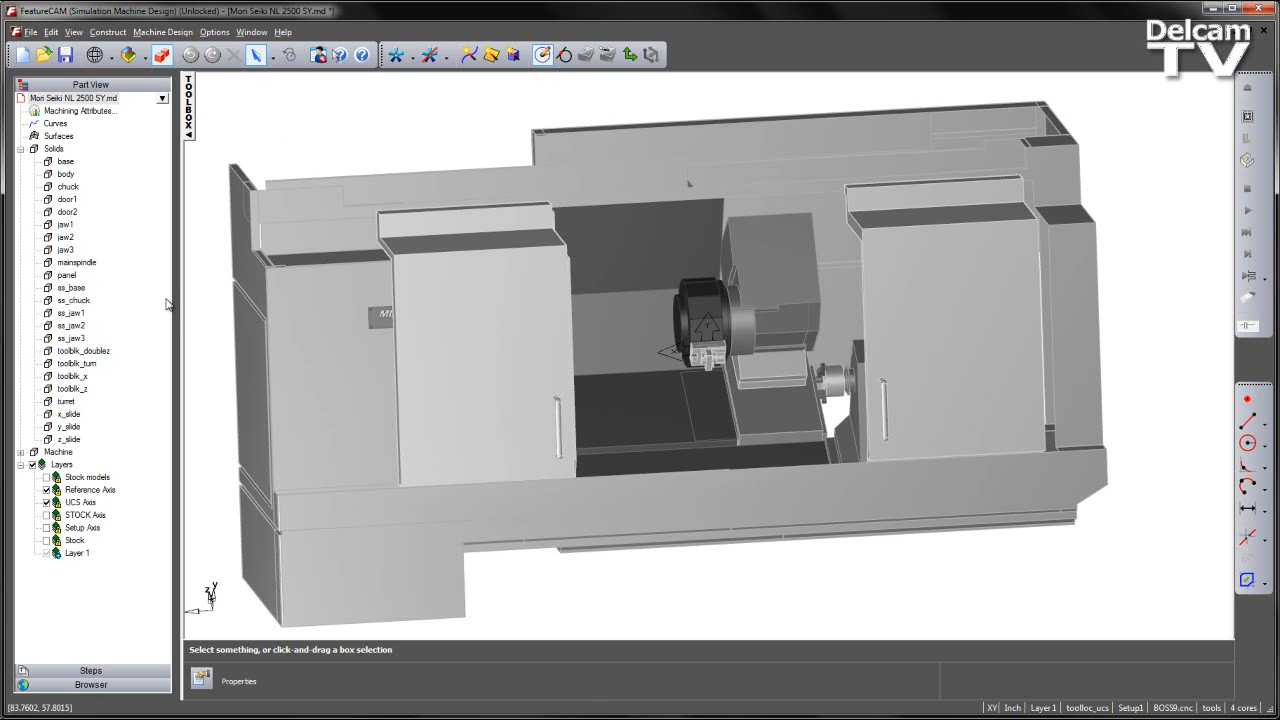 FeatureCAM (Simulation Machine Design) (Unlocked) - [Mori Seiki NL 2500 SY.md *]
File Edit View Construct Machine Design Options Window Help
Delcam
TV
Part View
TOOLBOX
Mori Seiki NL 2500 SY.md
Machining Attributes...
Curves
Surfaces
Solids
base
body
chuck
door1
door2
jaw1
jaw2
jaw3
mainspindle
panel
ss_base
ss_chuck
ss_jaw1
ss_jaw2
ss_jaw3
toolblk_doublez
toolblk_turn
toolblk_x
toolblk_z
turret
x_slide
y_slide
z_slide
Machine
Layers
Stock models
Reference Axis
UCS Axis
STOCK Axis
Setup Axis
Stock
Layer 1
Y
Z
Select something, or click-and-drag a box selection
Steps
Properties
Browser
[83.7602, 57.8015] XY Inch Layer1 toolloc_ucs Setup1 BOSS9.cnc tools 4 cores